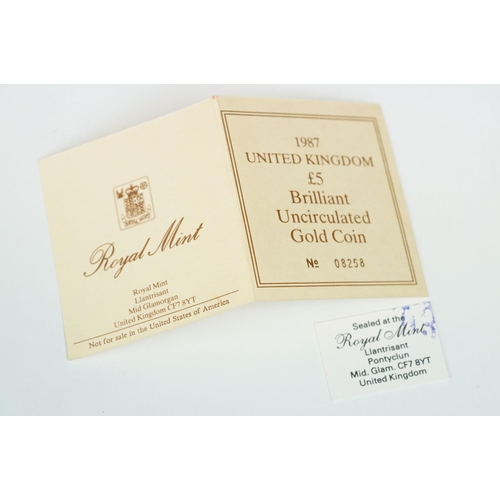 Royal Mint
Royal Mint
Llantrisant
Mid Glamorgan
United Kingdom CF7 8YT
Not for sale in the United States of America
1987
UNITED KINGDOM
£5
Brilliant
Uncirculated
Gold Coin
No 08258
Sealed at the
Royal Mint
Llantrisant
Pontyclun
Mid. Glam. CF7 8YT
United Kingdom